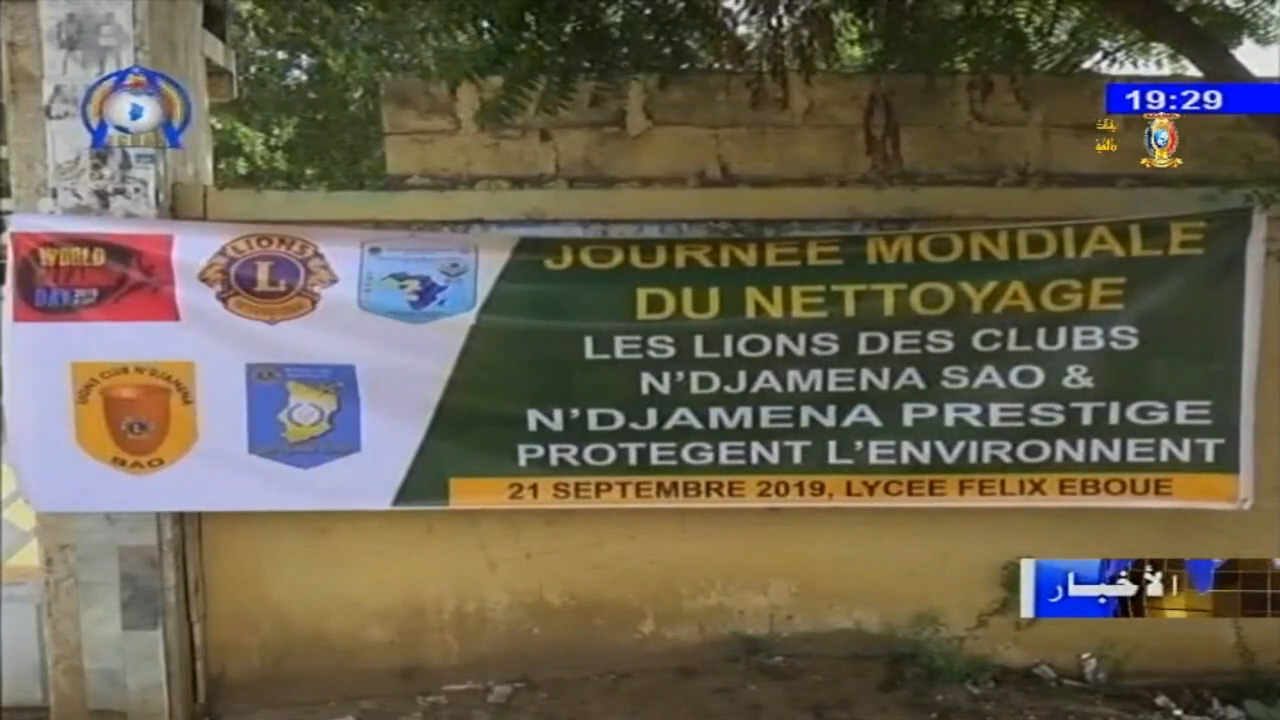 19:29
WORLD
DAY
LIONS
L
JOURNEE MONDIALE
DU NETTOYAGE
LES LIONS DES CLUBS
N'DJAMENA SAO &
N'DJAMENA PRESTIGE
PROTEGENT L'ENVIRONNENT
21 SEPTEMBRE 2019, LYCEE FELIX EBOUE
LIONS CLUB N'DJAMENA
SAO
الأخبار